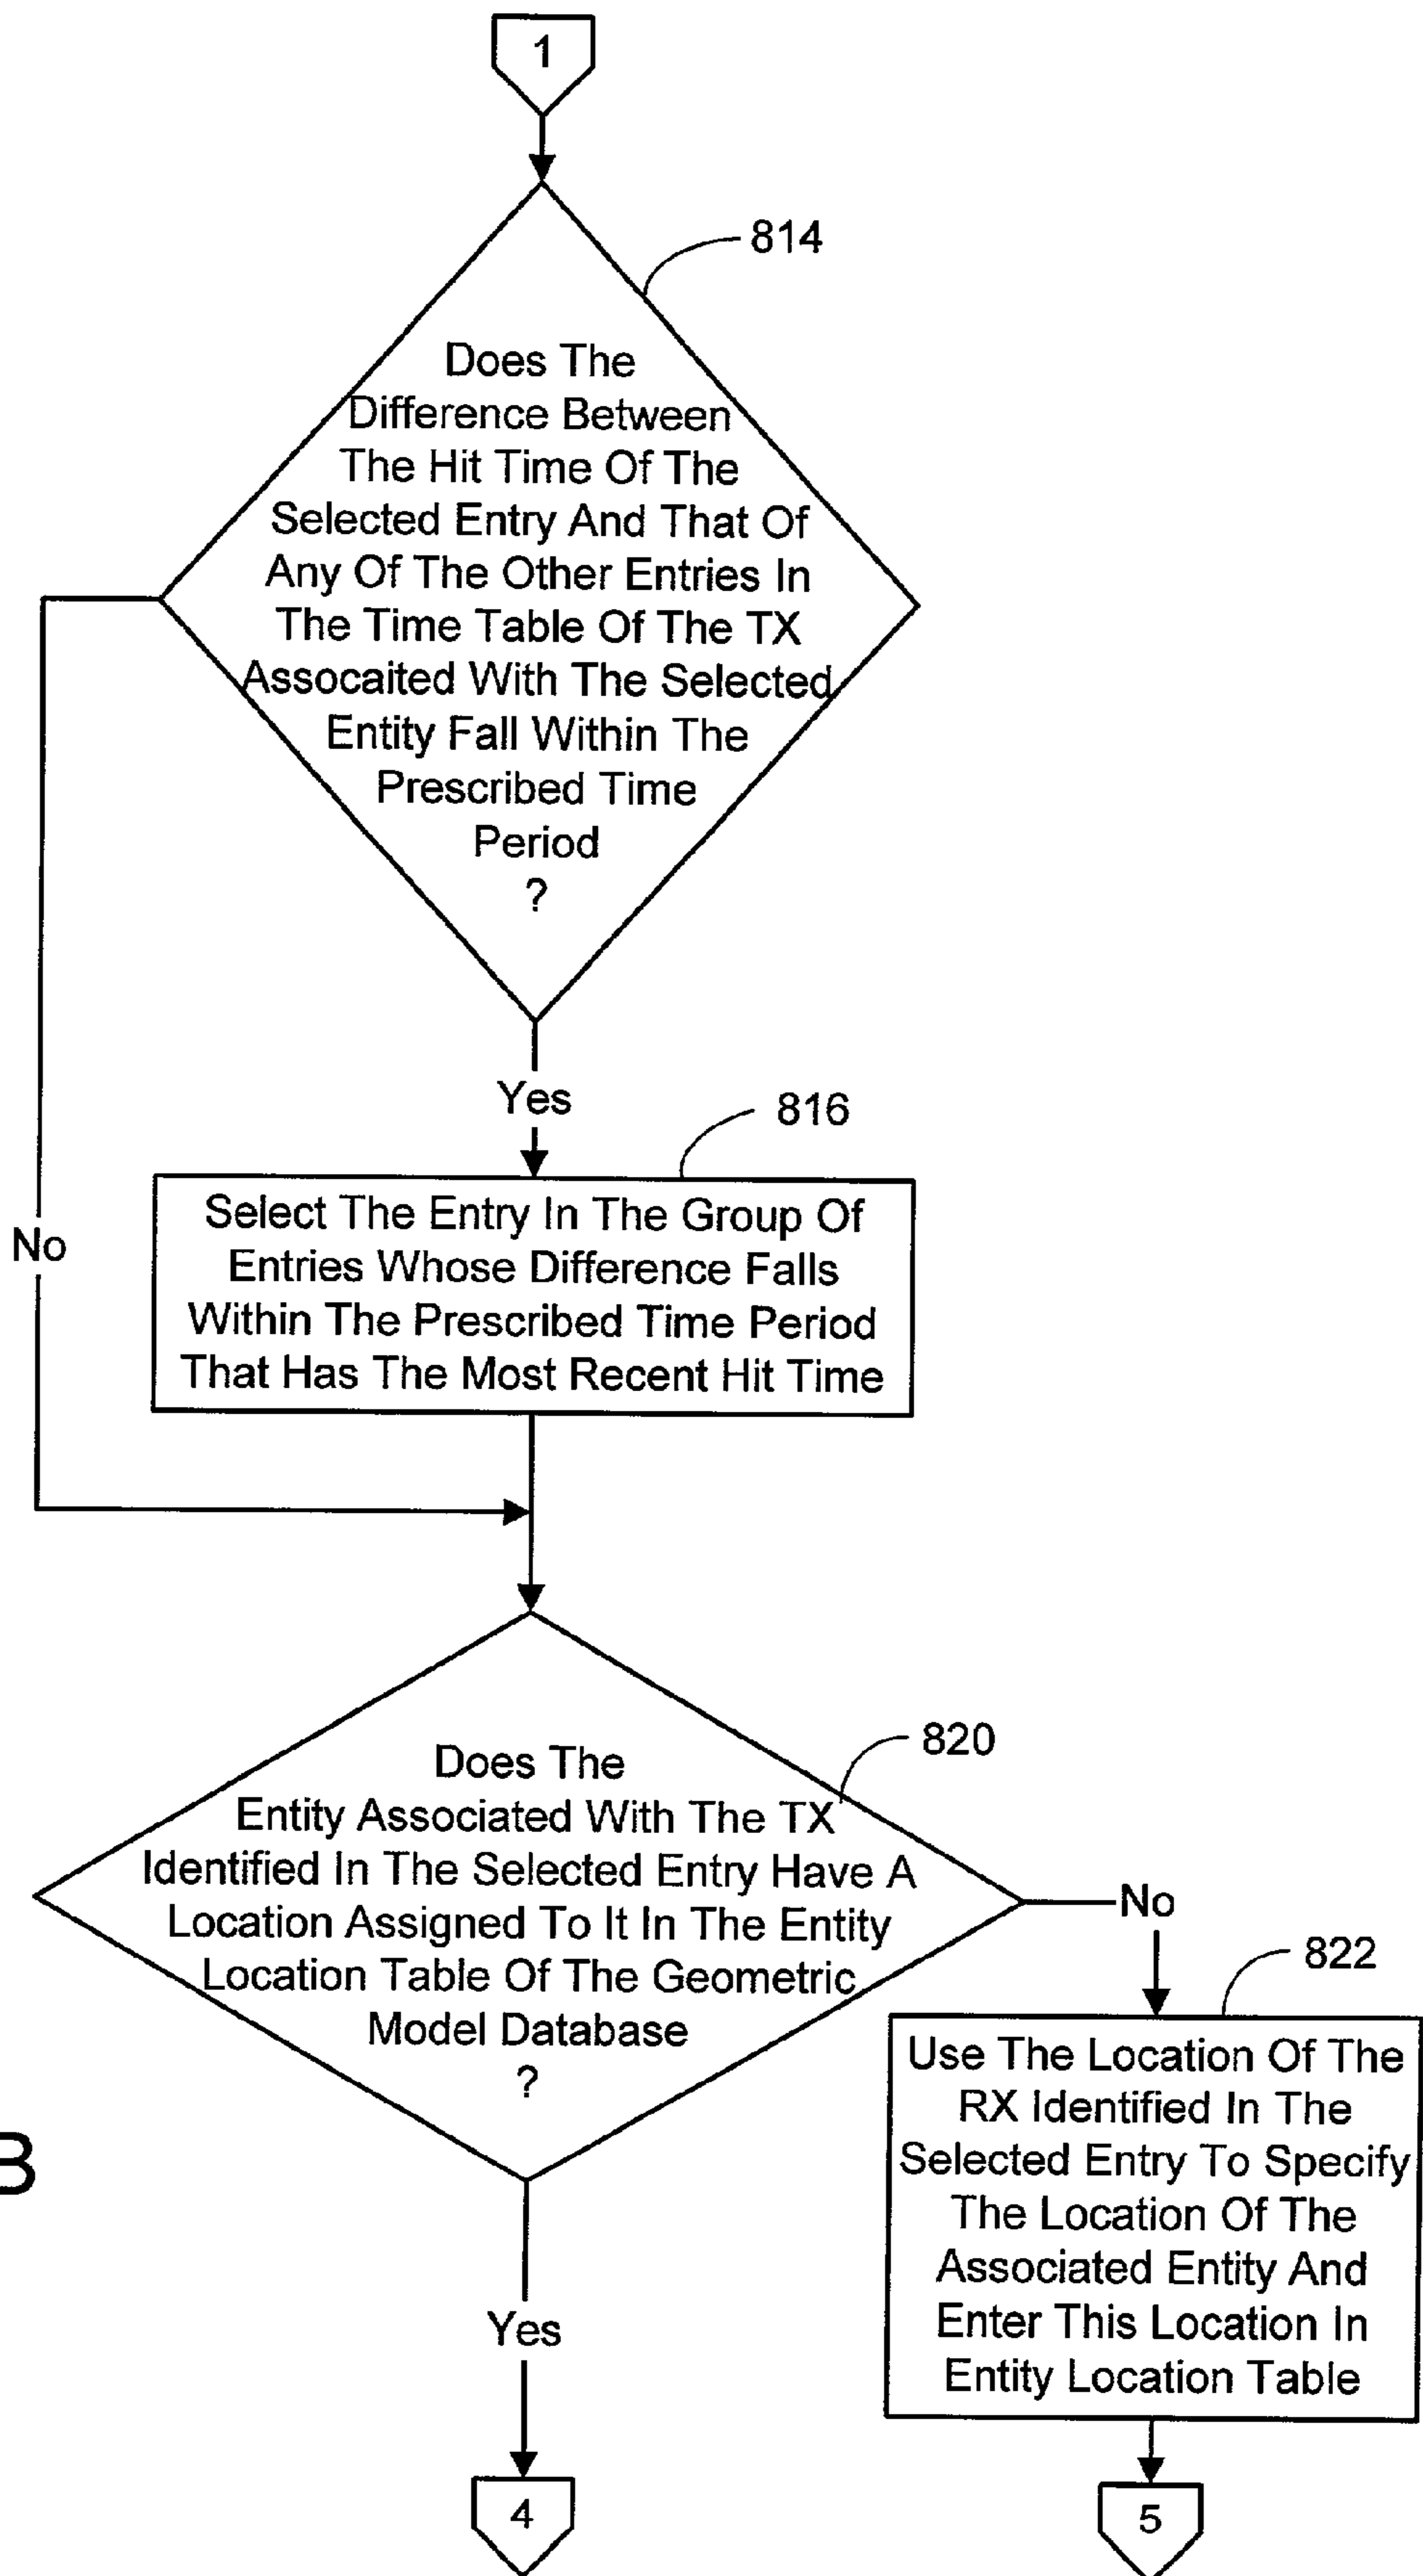 1
814
Does The
Difference Between
The Hit Time Of The
Selected Entry And That Of
Any Of The Other Entries In
The Time Table Of The TX
Assocaited With The Selected
Entity Fall Within The
Prescribed Time
Period
?
Yes
816
Select The Entry In The Group Of
Entries Whose Difference Falls
Within The Prescribed Time Period
That Has The Most Recent Hit Time
No
820
Does The
Entity Associated With The TX
Identified In The Selected Entry Have A
Location Assigned To It In The Entity
Location Table Of The Geometric
Model Database
?
No
822
Use The Location Of The
RX Identified In The
Selected Entry To Specify
The Location Of The
Associated Entity And
Enter This Location In
Entity Location Table
B
Yes
4
5